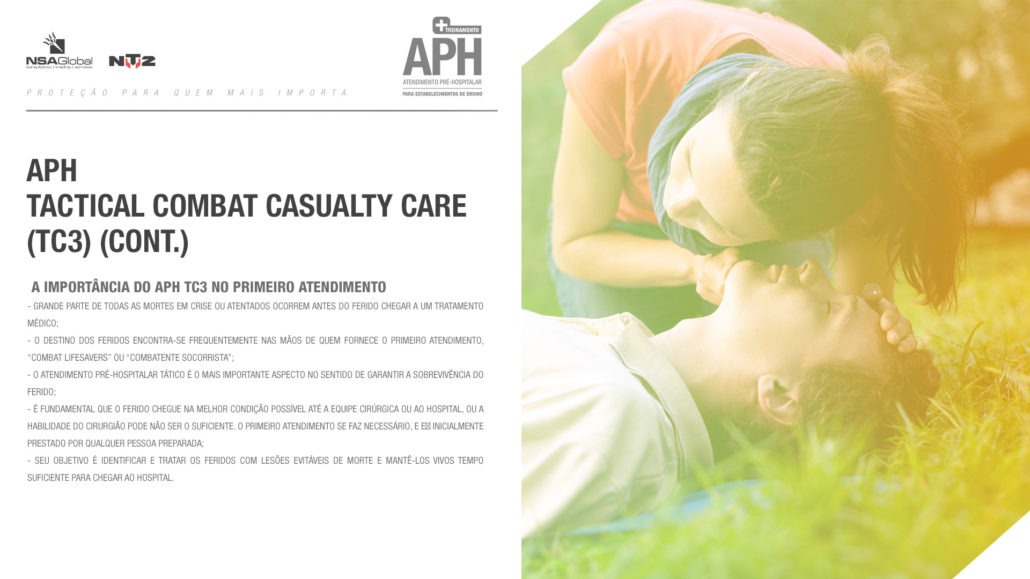 NSAGlobal
consultancy | trading | services
NTZ
PROTEÇÃO PARA QUEM MAIS IMPORTA
TREINAMENTO
APH
ATENDIMENTO PRÉ-HOSPITALAR
PARA ESTABELECIMENTOS DE ENSINO
APH
TACTICAL COMBAT CASUALTY CARE
(TC3) (CONT.)
A IMPORTÂNCIA DO APH TC3 NO PRIMEIRO ATENDIMENTO
- GRANDE PARTE DE TODAS AS MORTES EM CRISE OU ATENTADOS OCORREM ANTES DO FERIDO CHEGAR A UM TRATAMENTO
MÉDICO;
- O DESTINO DOS FERIDOS ENCONTRA-SE FREQUENTEMENTE NAS MÃOS DE QUEM FORNECE O PRIMEIRO ATENDIMENTO,
“COMBAT LIFESAVERS” OU “COMBATENTE SOCORRISTA”;
- O ATENDIMENTO PRÉ-HOSPITALAR TÁTICO É O MAIS IMPORTANTE ASPECTO NO SENTIDO DE GARANTIR A SOBREVIVÊNCIA DO
FERIDO;
- É FUNDAMENTAL QUE O FERIDO CHEGUE NA MELHOR CONDIÇÃO POSSÍVEL ATÉ A EQUIPE CIRÚRGICA OU AO HOSPITAL, OU A
HABILIDADE DO CIRURGIÃO PODE NÃO SER O SUFICIENTE. O PRIMEIRO ATENDIMENTO SE FAZ NECESSÁRIO, E E INICIALMENTE
PRESTADO POR QUALQUER PESSOA PREPARADA;
- SEU OBJETIVO É IDENTIFICAR E TRATAR OS FERIDOS COM LESÕES EVITÁVEIS DE MORTE E MANTÊ-LOS VIVOS TEMPO
SUFICIENTE PARA CHEGAR AO HOSPITAL.